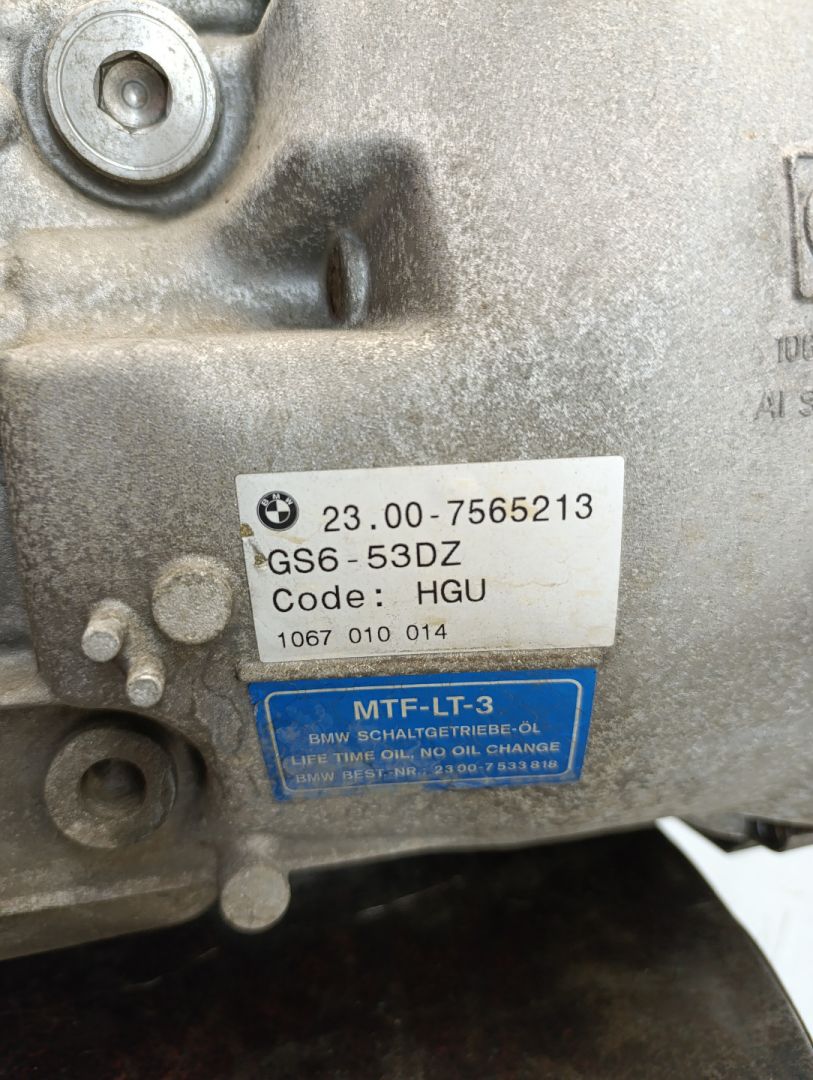 BMW
23.00-7565213
GS6-53DZ
Code: HGU
1067 010 014
MTF-LT-3
BMW SCHALTGETRIEBE-ÖL
LIFE TIME OIL, NO OIL CHANGE
BMW BEST-NR.: 23 00-7 533 818